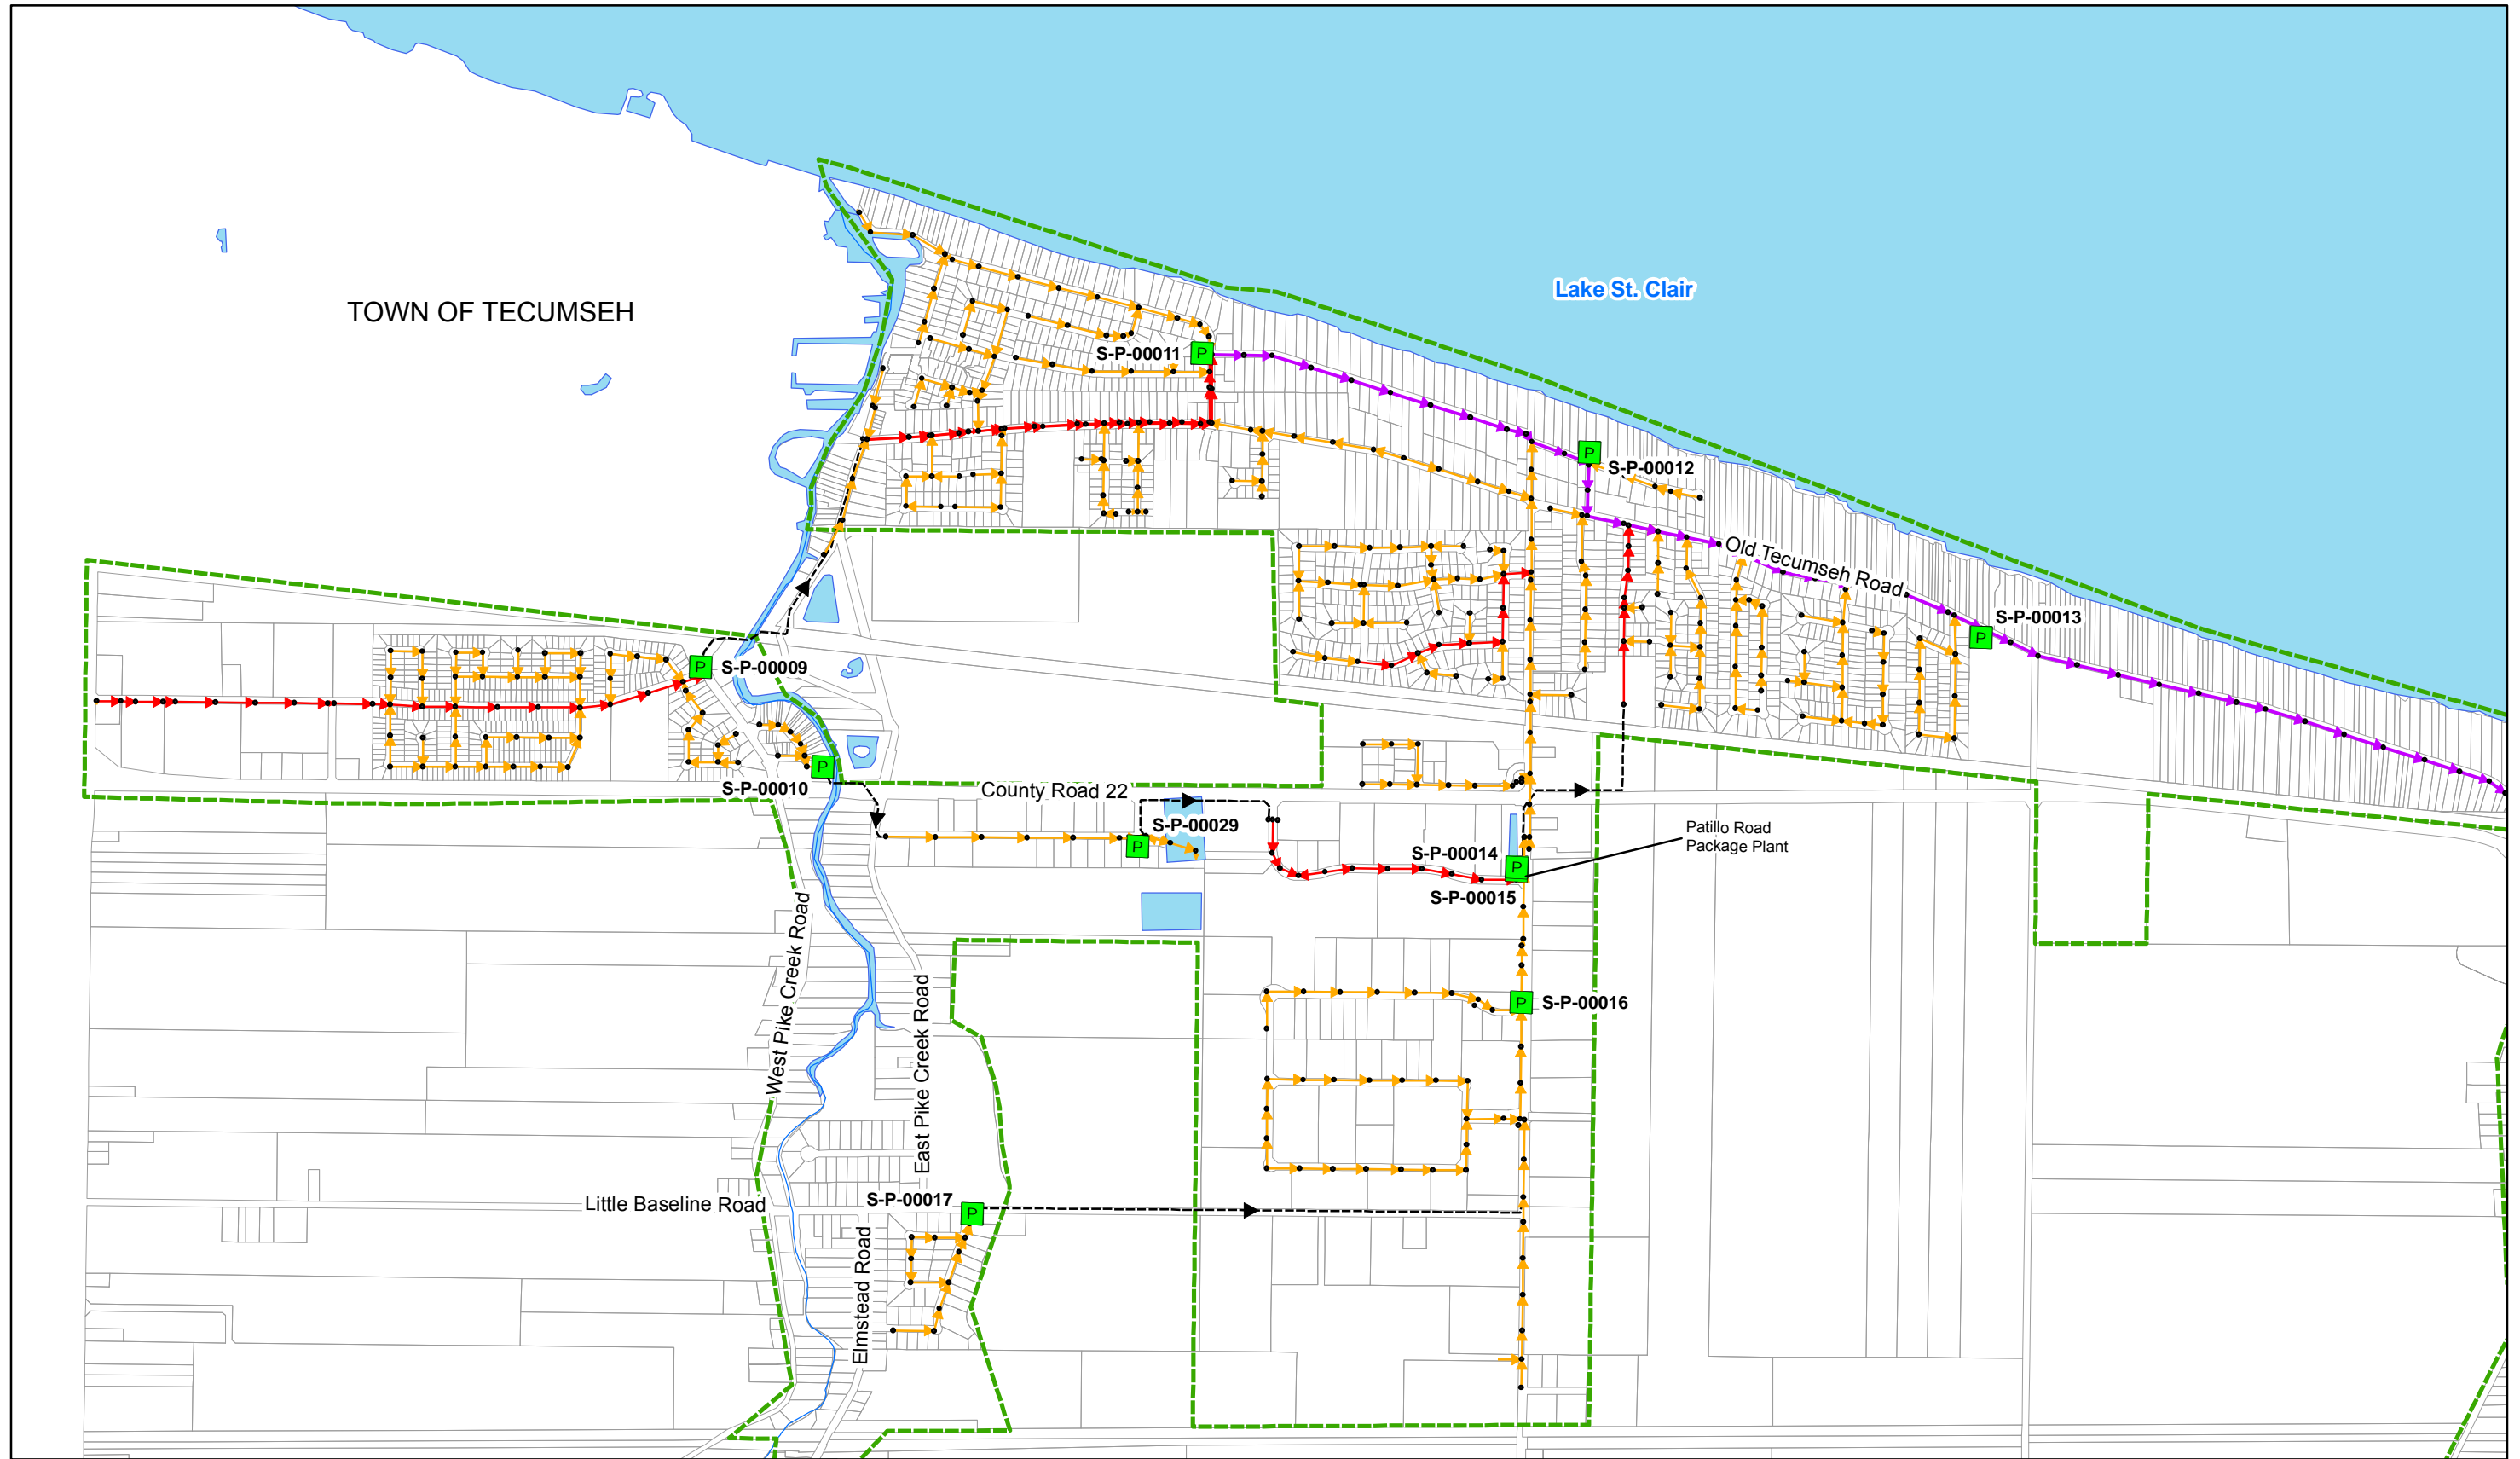 Lake St. Clair
TOWN OF TECUMSEH
S-P-00011
P
P
S-P-00012
Old Tecumseh Road
S-P-00013
P
P
S-P-00009
P
S-P-00010
County Road 22
S-P-00029
P
Patillo Road
Package Plant
S-P-00014
P
S-P-00015
West Pike Creek Road
East Pike Creek Road
P
S-P-00016
Little Baseline Road
S-P-00017
P
Elmstead Road